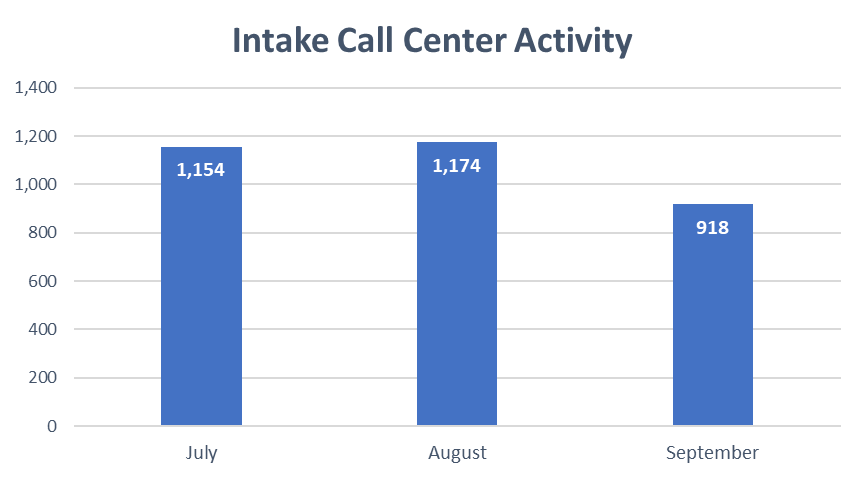 Intake Call Center Activity
1,400
1,200
1,000
800
600
400
200
0
1,154
1,174
918
July
August
September